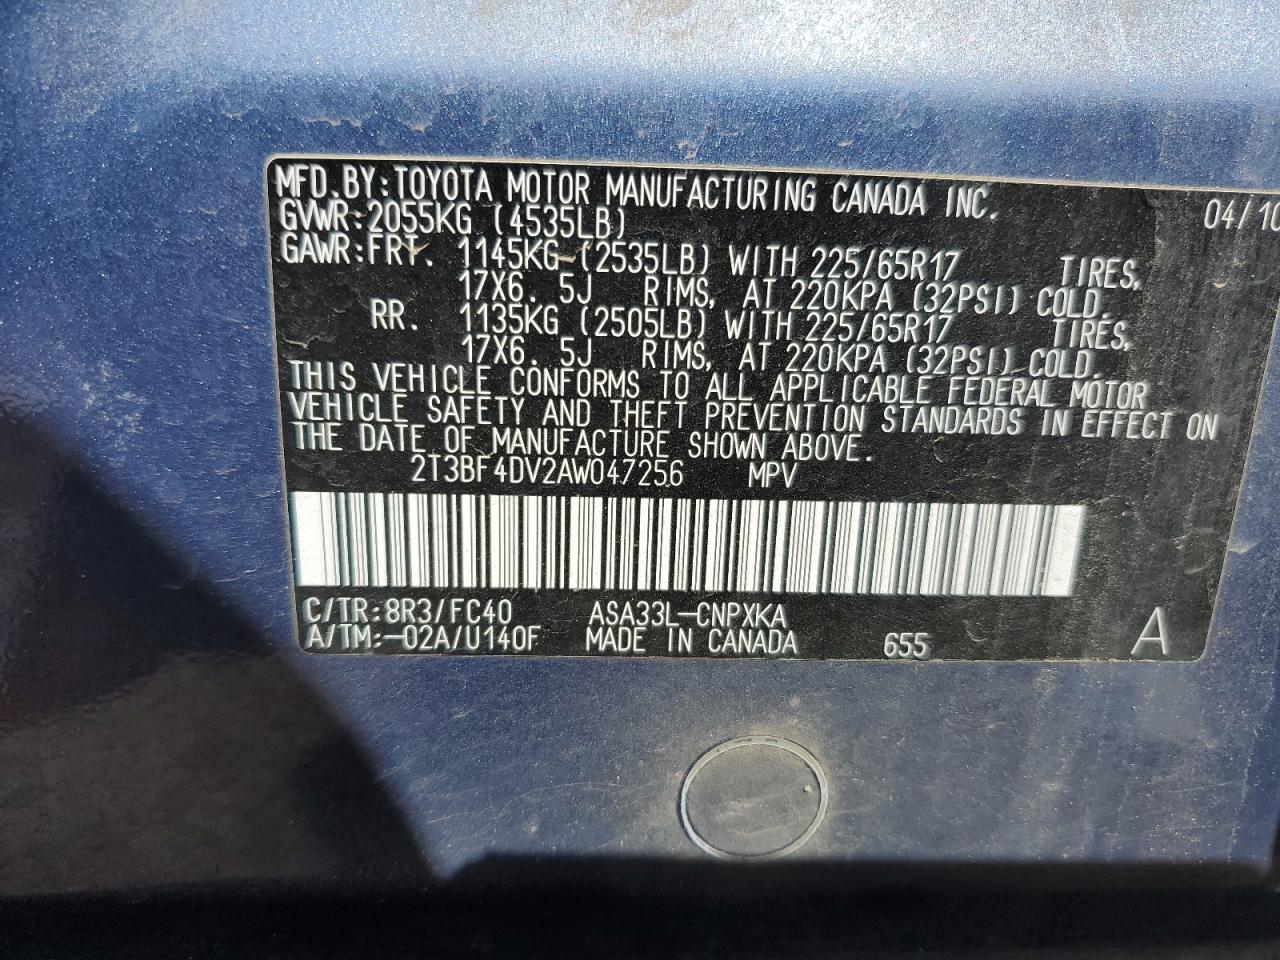 MFD.BY:TOYOTA MOTOR MANUFACTURING CANADA INC. 04/10
GVWR:2055KG (4535LB)
GAWR:FRT. 1145KG (2535LB) WITH 225/65R17 TIRES,
17X6. 5J RIMS, AT 220KPA (32PSI) COLD.
RR. 1135KG (2505LB) WITH 225/65R17 TIRES,
17X6. 5J RIMS, AT 220KPA (32PSI) COLD.
THIS VEHICLE CONFORMS TO ALL APPLICABLE FEDERAL MOTOR
VEHICLE SAFETY AND THEFT PREVENTION STANDARDS IN EFFECT ON
THE DATE OF MANUFACTURE SHOWN ABOVE.
2T3BF4DV2AW047256 MPV
C/TR:8R3/FC40 ASA33L-CNPXKA
A/TM:-02A/U140F MADE IN CANADA 655 A